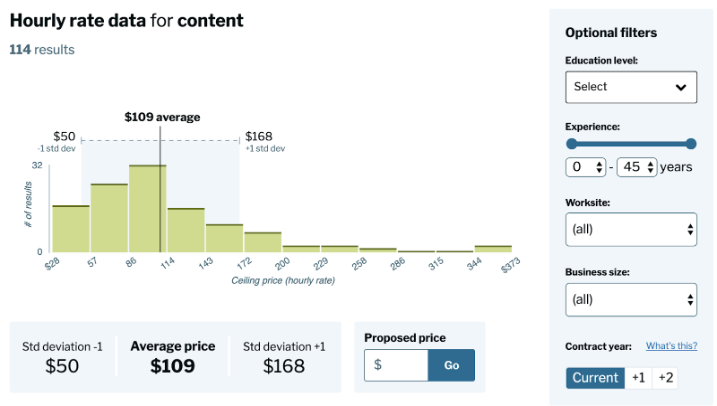 Hourly rate data for content
114 results
$109 average
$50
-1 std dev
$168
+1 std dev
32
0
# of results
$28 57 86 114 143 172 200 229 258 286 315 344 $373
Ceiling price (hourly rate)
Std deviation -1
$50
Average price
$109
Std deviation +1
$168
Proposed price
$
Go
Optional filters
Education level:
Select
Experience:
0 - 45 years
Worksite:
(all)
Business size:
(all)
Contract year: What's this?
Current +1 +2